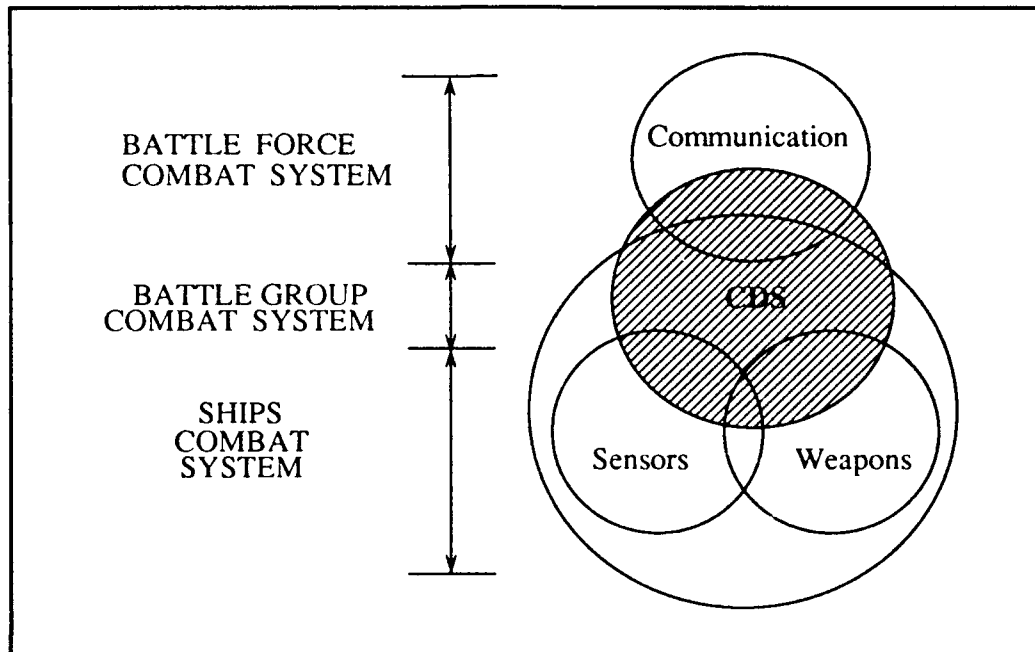 BATTLE FORCE
COMBAT SYSTEM
BATTLE GROUP
COMBAT SYSTEM
SHIPS
COMBAT
SYSTEM
Communication
CDS
Sensors
Weapons